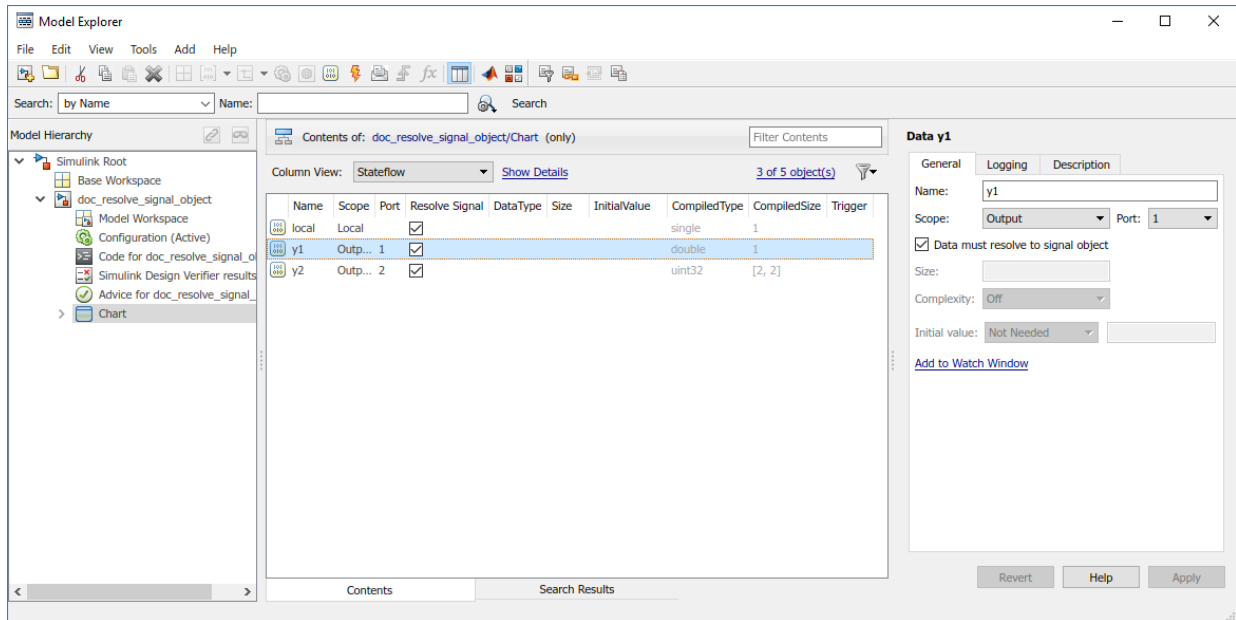 Model Explorer
File Edit View Tools Add Help
fx
Search: by Name Name: Search
Model Hierarchy
Simulink Root
Base Workspace
doc_resolve_signal_object
Model Workspace
Configuration (Active)
Code for doc_resolve_signal_ol
Simulink Design Verifier results
Advice for doc_resolve_signal_
Chart
Contents of: doc_resolve_signal_object/Chart (only) Filter Contents
Column View: Stateflow Show Details 3 of 5 object(s)
Name Scope Port Resolve Signal DataType Size InitialValue CompiledType CompiledSize Trigger
local Local single 1
y1 Outp... 1 double 1
y2 Outp... 2 uint32 [2, 2]
Contents Search Results
Data y1
General Logging Description
Name: y1
Scope: Output Port: 1
Data must resolve to signal object
Size:
Complexity: Off
Initial value: Not Needed
Add to Watch Window
Revert Help Apply